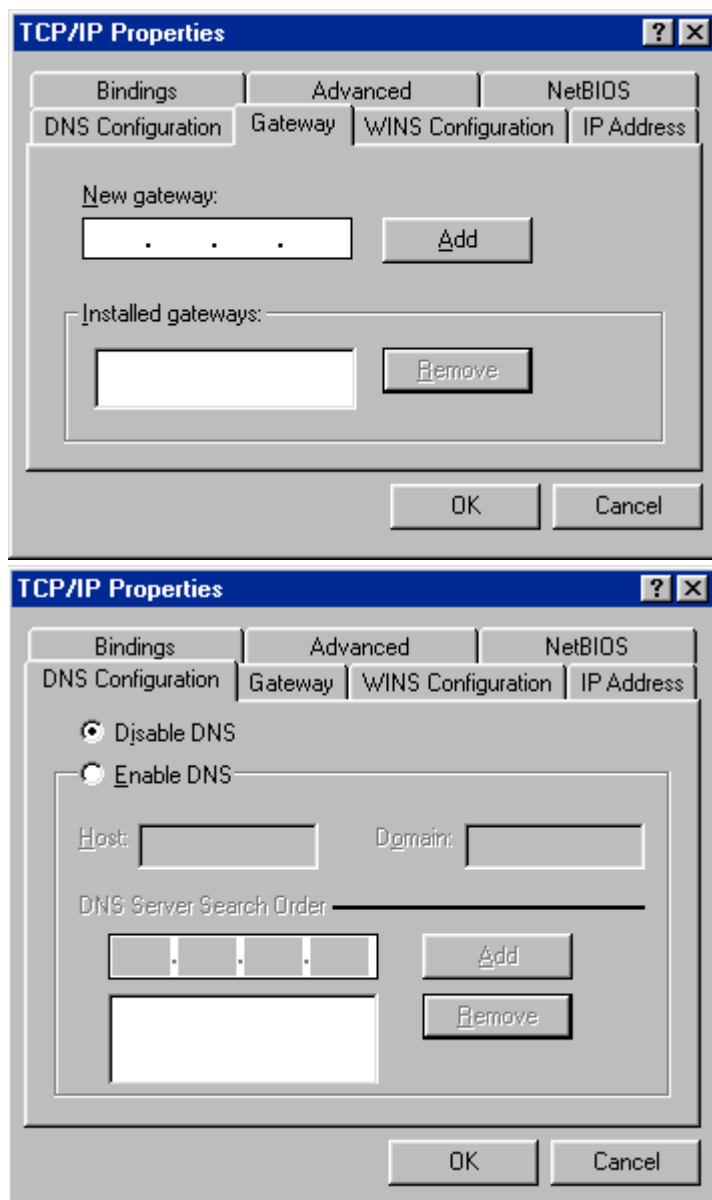 TCP/IP Properties
Bindings Advanced NetBIOS
DNS Configuration Gateway WINS Configuration IP Address
New gateway:
. . . Add
Installed gateways:
Remove
OK Cancel
TCP/IP Properties
Bindings Advanced NetBIOS
DNS Configuration Gateway WINS Configuration IP Address
Disable DNS
Enable DNS
Host: Domain:
DNS Server Search Order
. . . Add
Remove
OK Cancel